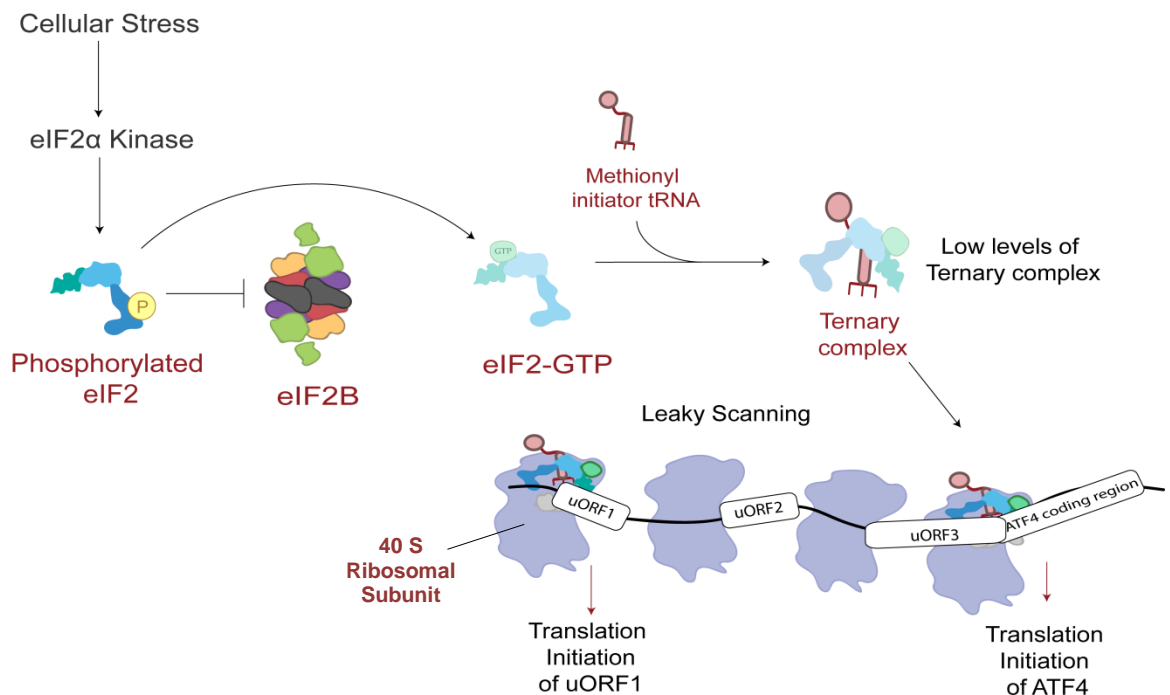 Cellular Stress
eIF2α Kinase
P
Phosphorylated
eIF2
eIF2B
GTP
eIF2-GTP
Methionyl
initiator tRNA
Ternary
complex
Low levels of
Ternary complex
Leaky Scanning
uORF1
uORF2
uORF3
ATF4 coding region
40 S
Ribosomal
Subunit
Translation
Initiation
of uORF1
Translation
Initiation
of ATF4